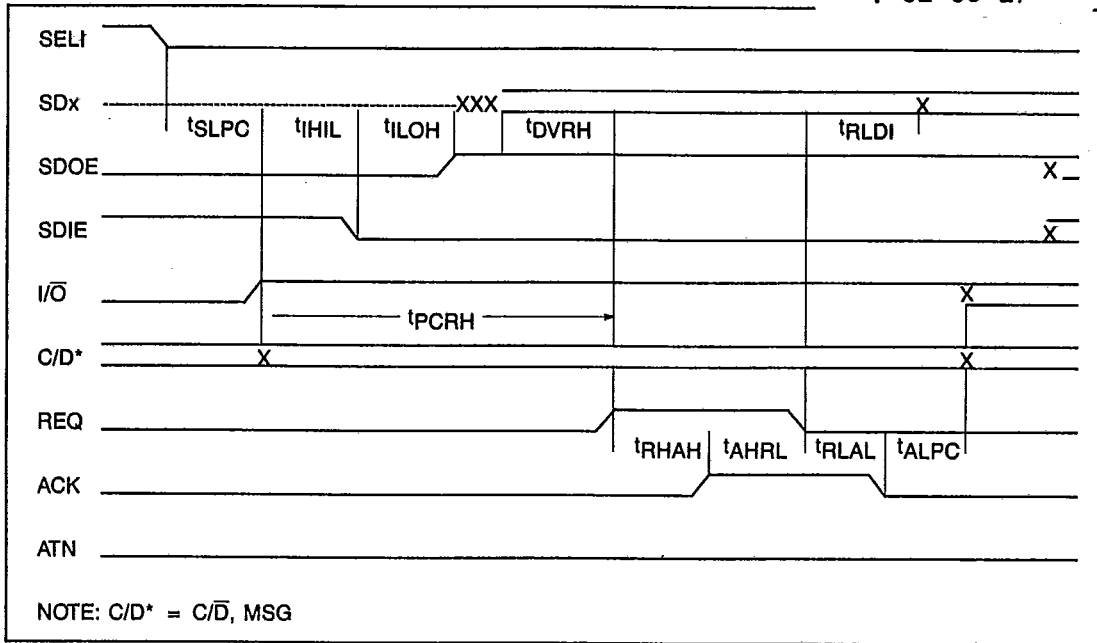 SELI
SDx XXX X
tSLPC tIHIL tILOH tDVRH tRLDI
SDOE X
SDIE X
I/O̅ X
tPCRH
C/D* X X
REQ
tRHAH tAHRL tRLAL tALPC
ACK
ATN
NOTE: C/D* = C/D̅, MSG